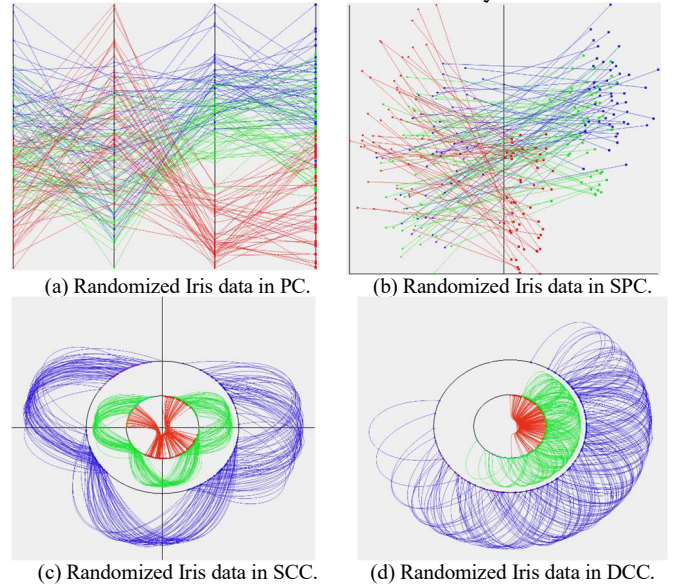 (a) Randomized Iris data in PC.
(b) Randomized Iris data in SPC.
(c) Randomized Iris data in SCC.
(d) Randomized Iris data in DCC.